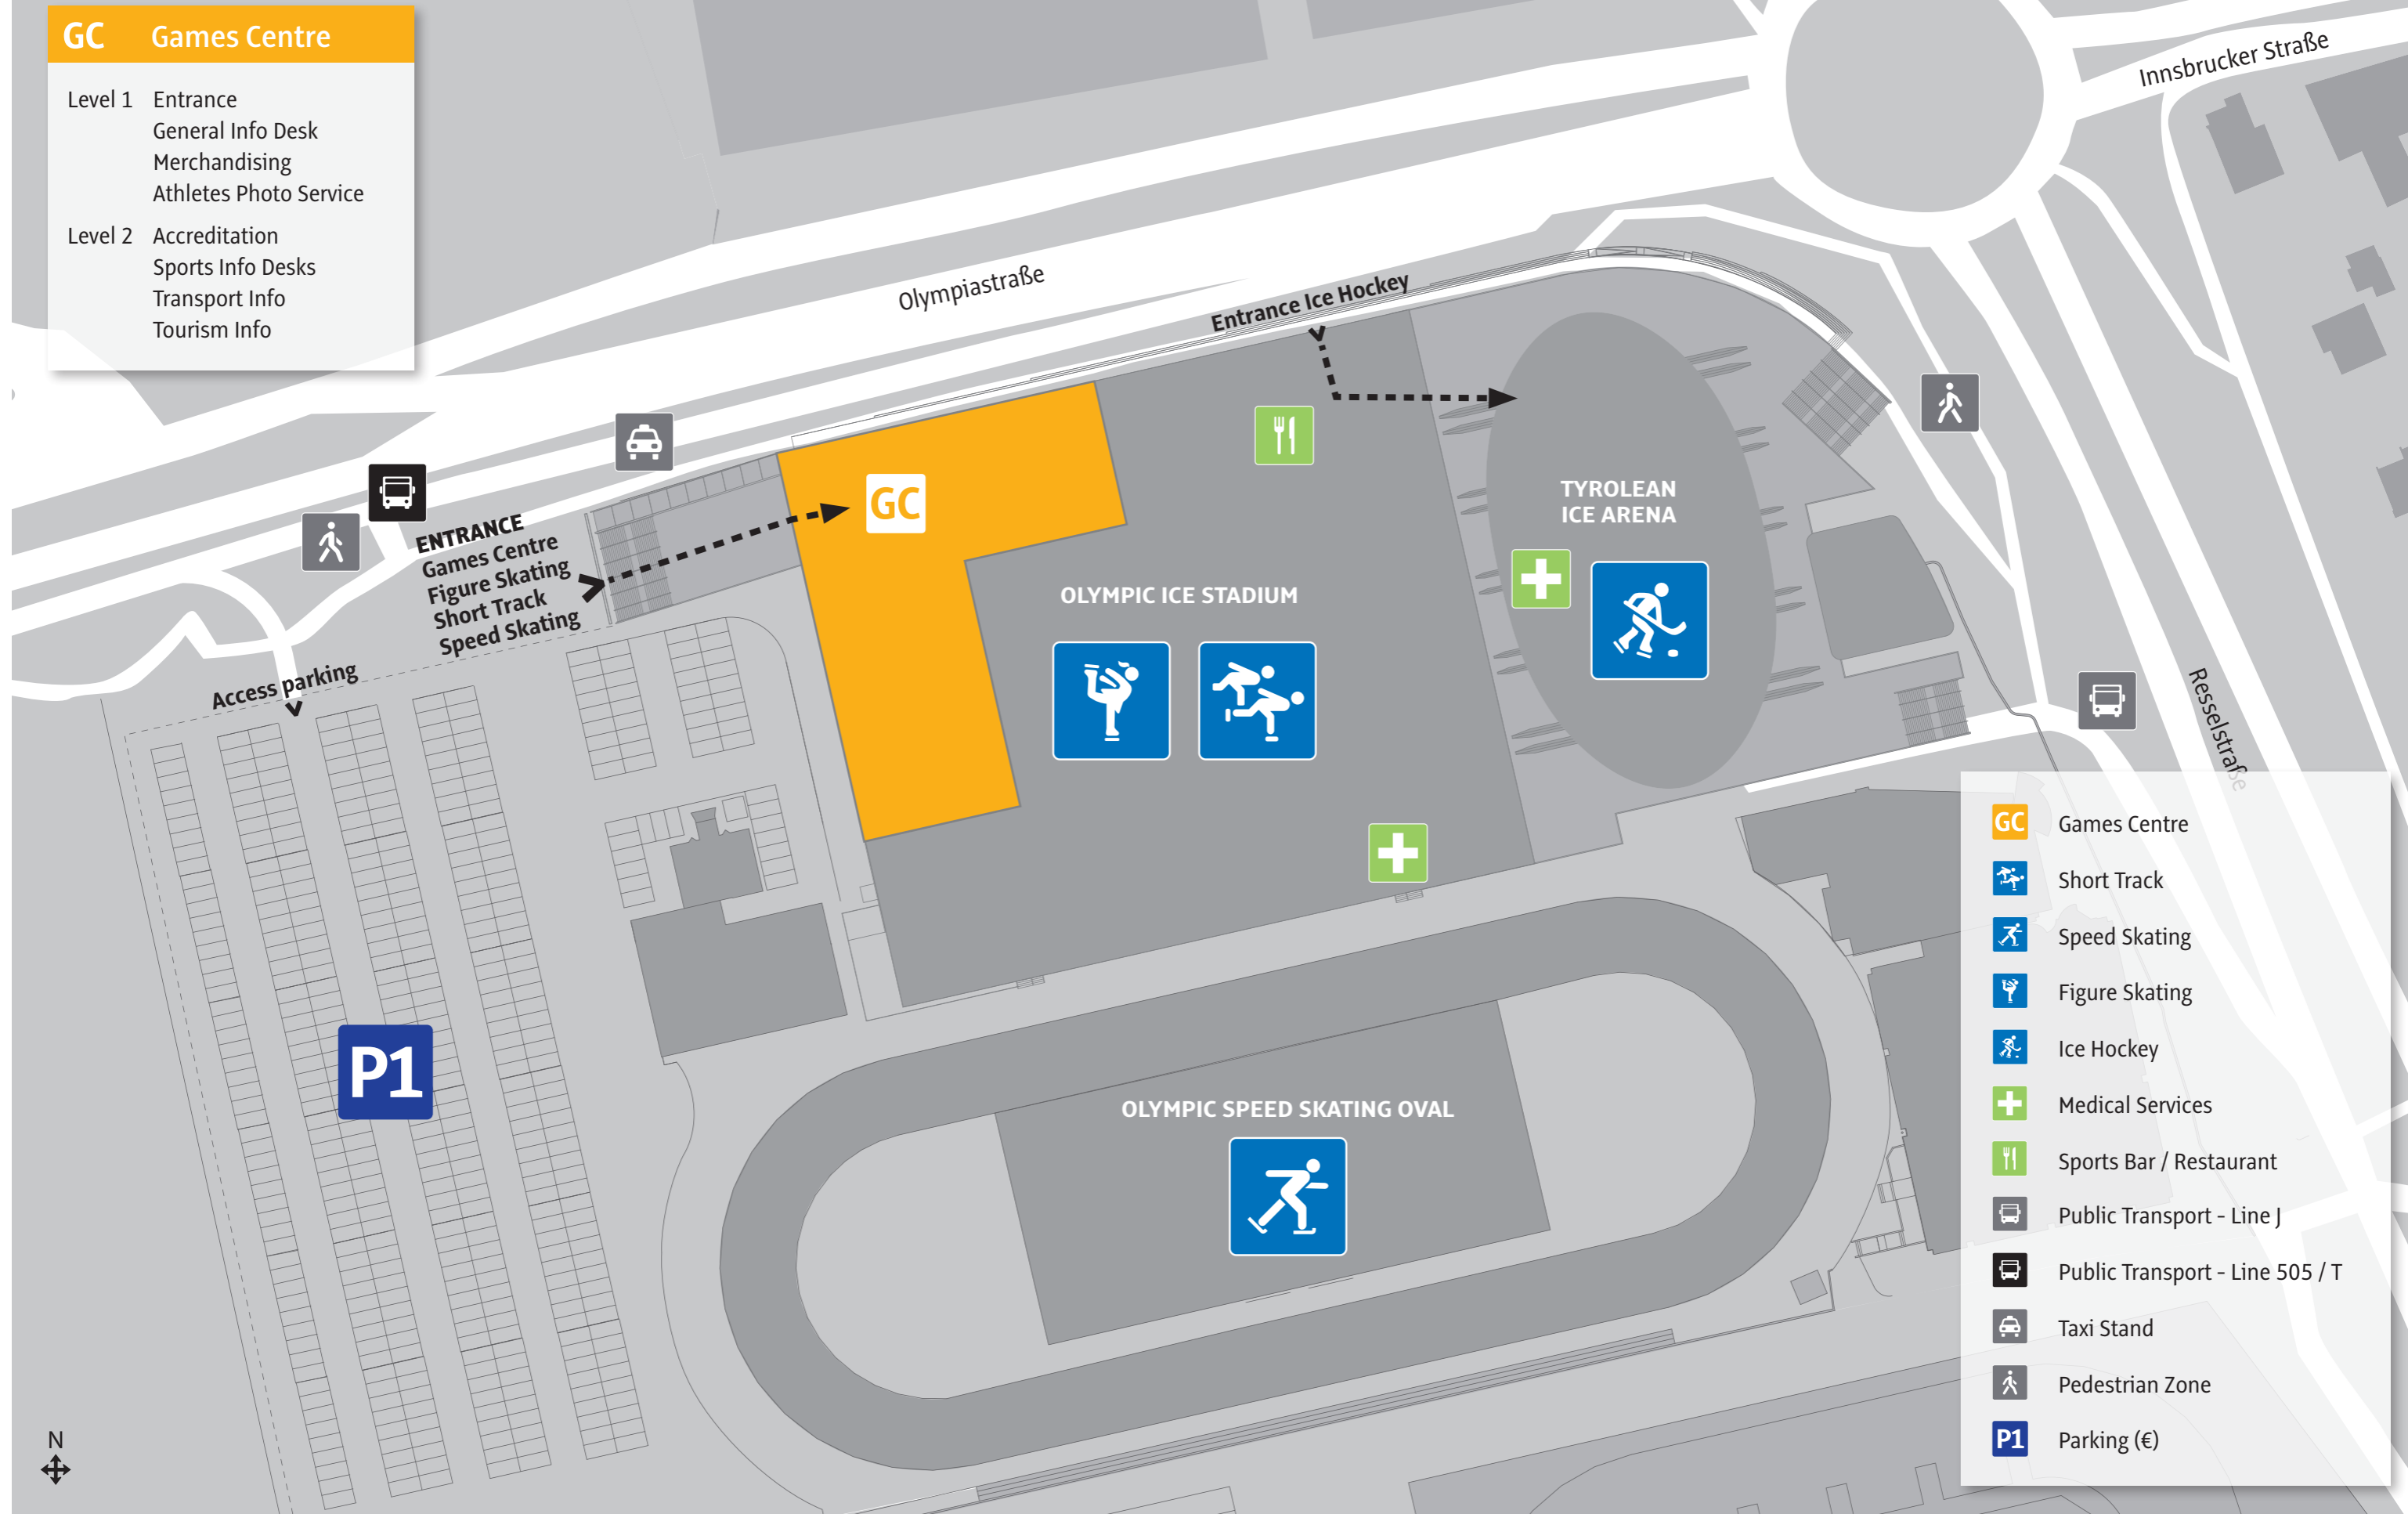 GC Games Centre
Level 1 Entrance
General Info Desk
Merchandising
Athletes Photo Service
Level 2 Accreditation
Sports Info Desks
Transport Info
Tourism Info
Innsbrucker Straße
Olympiastraße
Entrance Ice Hockey
GC
ENTRANCE
Games Centre
Figure Skating
Short Track
Speed Skating
Access parking
TYROLEAN
ICE ARENA
OLYMPIC ICE STADIUM
Resselstraße
P1
OLYMPIC SPEED SKATING OVAL
GC Games Centre
Short Track
Speed Skating
Figure Skating
Ice Hockey
Medical Services
Sports Bar / Restaurant
Public Transport - Line J
Public Transport - Line 505 / T
Taxi Stand
Pedestrian Zone
P1 Parking (€)
N